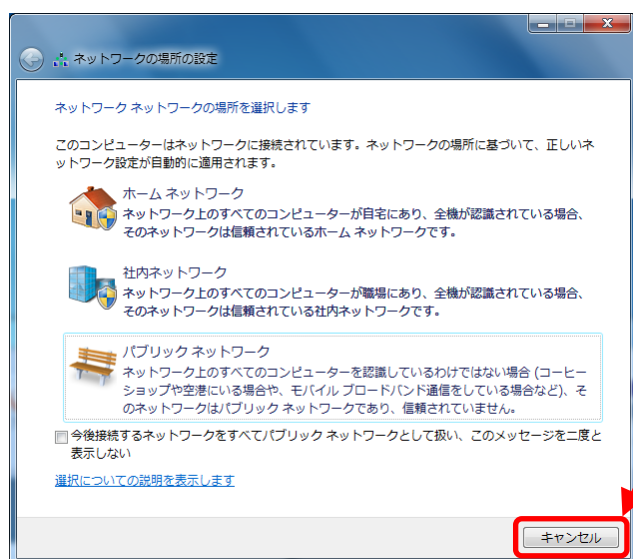 ネットワークの場所の設定
ネットワーク ネットワークの場所を選択します
このコンピューターはネットワークに接続されています。ネットワークの場所に基づいて、正しいネ
ットワーク設定が自動的に適用されます。
ホーム ネットワーク
ネットワーク上のすべてのコンピューターが自宅にあり、全機が認識されている場合、
そのネットワークは信頼されているホーム ネットワークです。
社内ネットワーク
ネットワーク上のすべてのコンピューターが職場にあり、全機が認識されている場合、
そのネットワークは信頼されている社内ネットワークです。
パブリック ネットワーク
ネットワーク上のすべてのコンピューターを認識しているわけではない場合 (コーヒー
ショップや空港にいる場合や、モバイル ブロードバンド通信をしている場合など)、そ
のネットワークはパブリック ネットワークであり、信頼されていません。
今後接続するネットワークをすべてパブリック ネットワークとして扱い、このメッセージを二度と
表示しない
選択についての説明を表示します
キャンセル